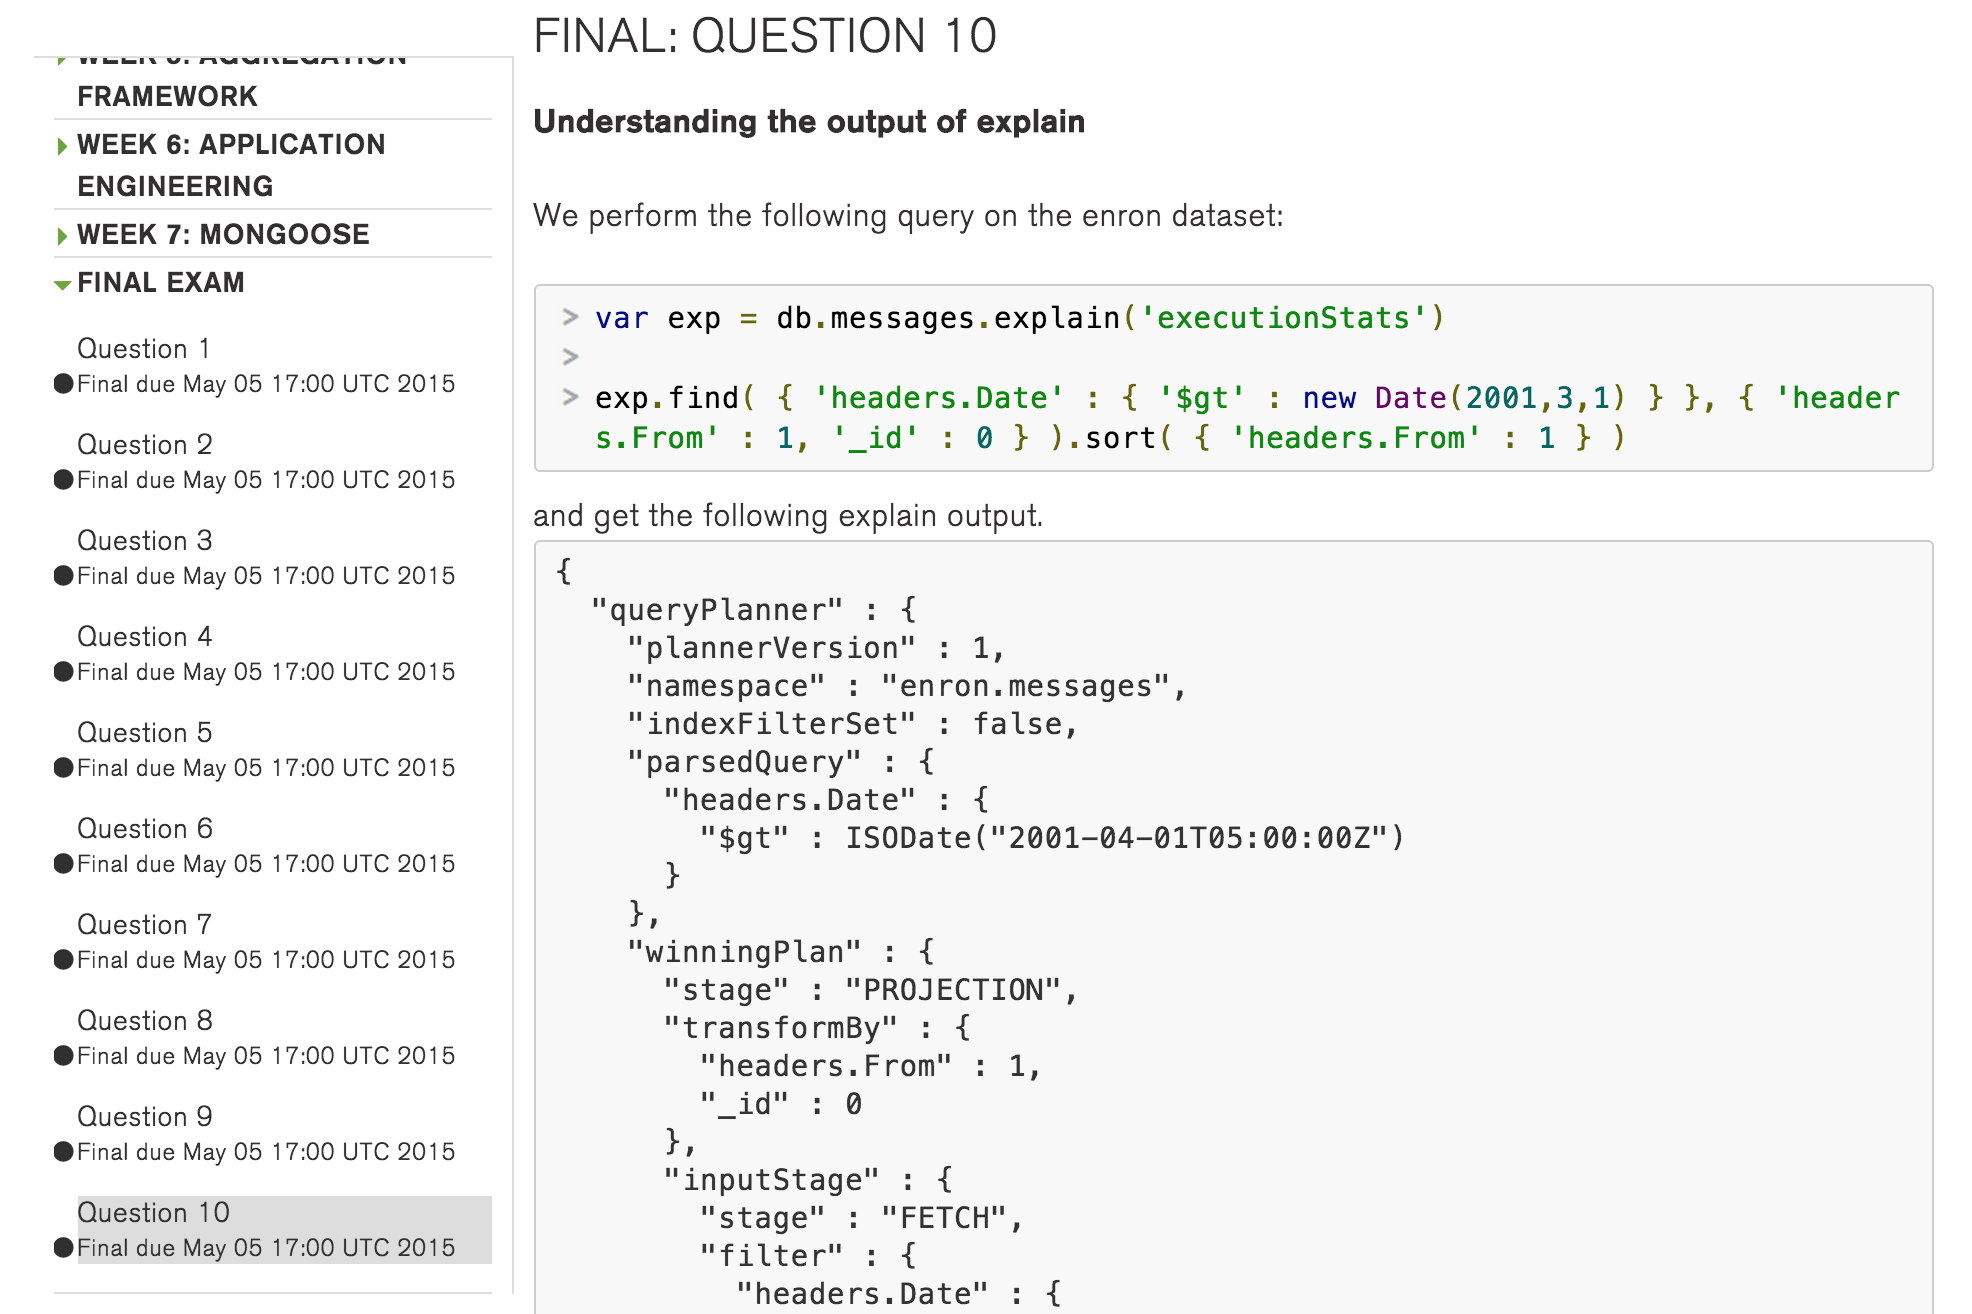 FRAMEWORK
WEEK 6: APPLICATION
ENGINEERING
WEEK 7: MONGOOSE
FINAL EXAM
Question 1
Final due May 05 17:00 UTC 2015
Question 2
Final due May 05 17:00 UTC 2015
Question 3
Final due May 05 17:00 UTC 2015
Question 4
Final due May 05 17:00 UTC 2015
Question 5
Final due May 05 17:00 UTC 2015
Question 6
Final due May 05 17:00 UTC 2015
Question 7
Final due May 05 17:00 UTC 2015
Question 8
Final due May 05 17:00 UTC 2015
Question 9
Final due May 05 17:00 UTC 2015
Question 10
Final due May 05 17:00 UTC 2015
FINAL: QUESTION 10
Understanding the output of explain
We perform the following query on the enron dataset:
> var exp = db.messages.explain('executionStats')
>
> exp.find( { 'headers.Date' : { '$gt' : new Date(2001,3,1) } }, { 'header
s.From' : 1, '_id' : 0 } ).sort( { 'headers.From' : 1 } )
and get the following explain output.
{
"queryPlanner" : {
"plannerVersion" : 1,
"namespace" : "enron.messages",
"indexFilterSet" : false,
"parsedQuery" : {
"headers.Date" : {
"$gt" : ISODate("2001-04-01T05:00:00Z")
}
},
"winningPlan" : {
"stage" : "PROJECTION",
"transformBy" : {
"headers.From" : 1,
"_id" : 0
},
"inputStage" : {
"stage" : "FETCH",
"filter" : {
"headers.Date" : {